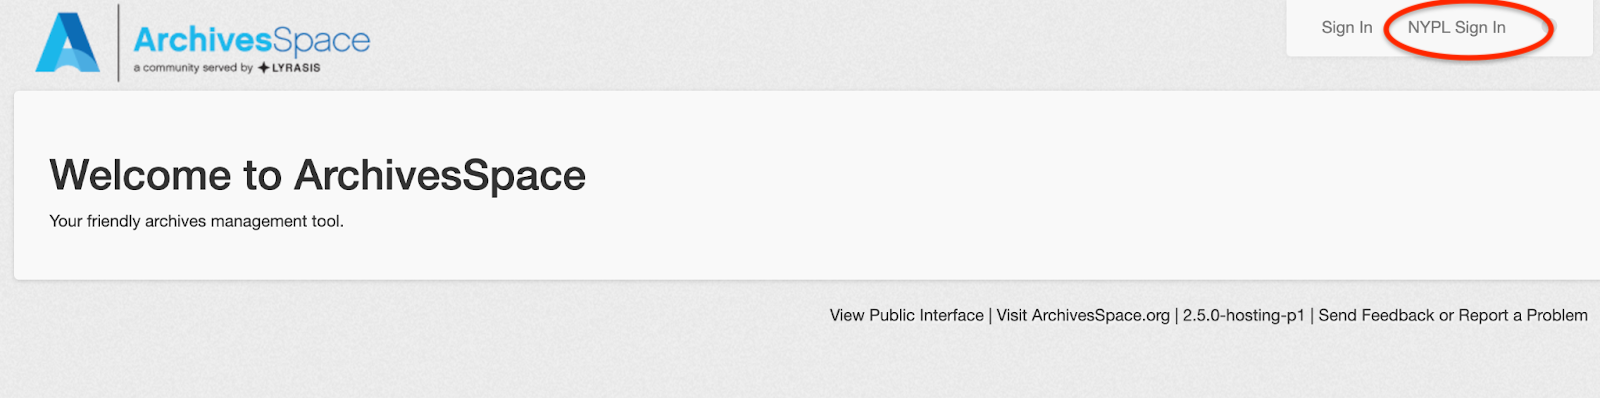 ArchivesSpace
a community served by LYRASIS
Sign In NYPL Sign In
Welcome to ArchivesSpace
Your friendly archives management tool.
View Public Interface | Visit ArchivesSpace.org | 2.5.0-hosting-p1 | Send Feedback or Report a Problem